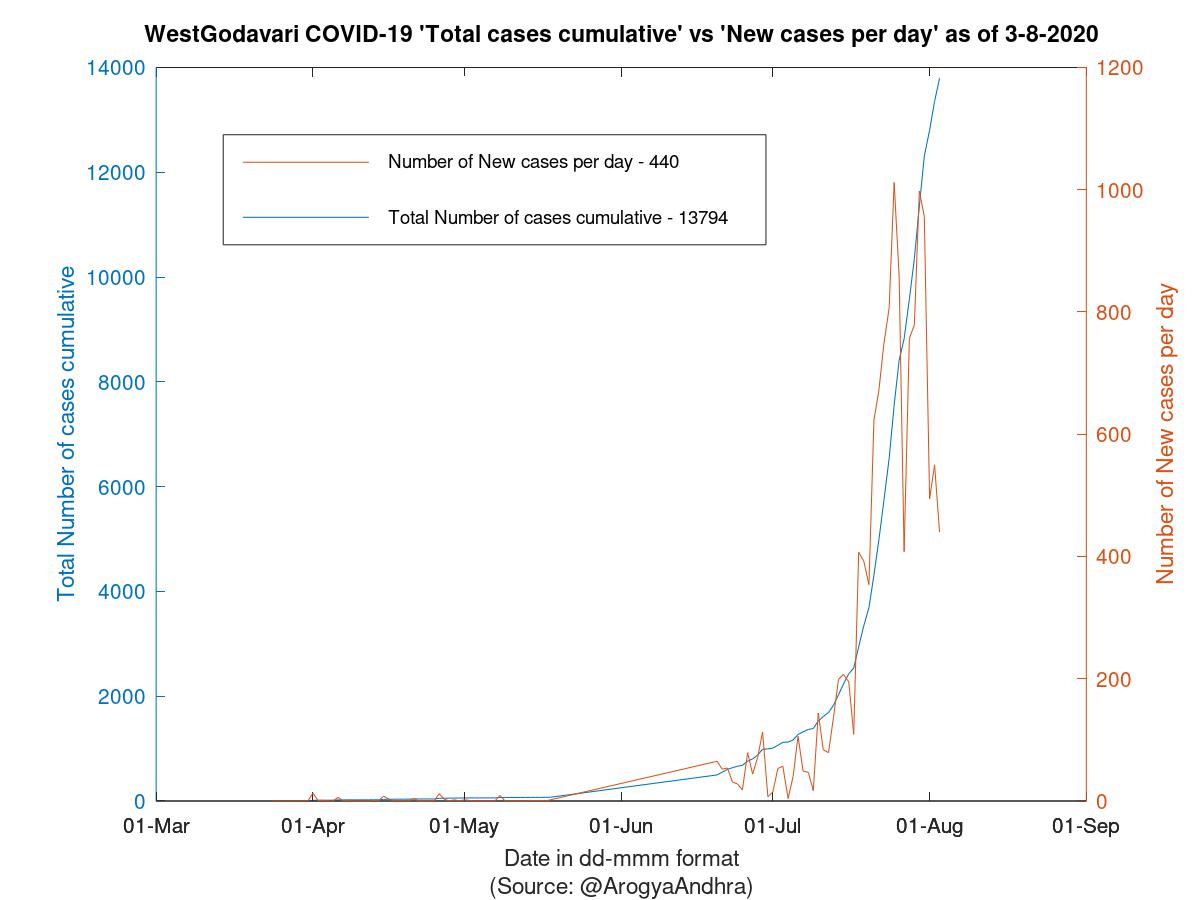 WestGodavari COVID-19 'Total cases cumulative' vs 'New cases per day' as of 3-8-2020
14000
12000
10000
8000
6000
4000
2000
0
Total Number of cases cumulative
Number of New cases per day - 440
Total Number of cases cumulative - 13794
1200
1000
800
600
400
200
0
Number of New cases per day
01-Mar 01-Apr 01-May 01-Jun 01-Jul 01-Aug 01-Sep
Date in dd-mmm format
(Source: @ArogyaAndhra)